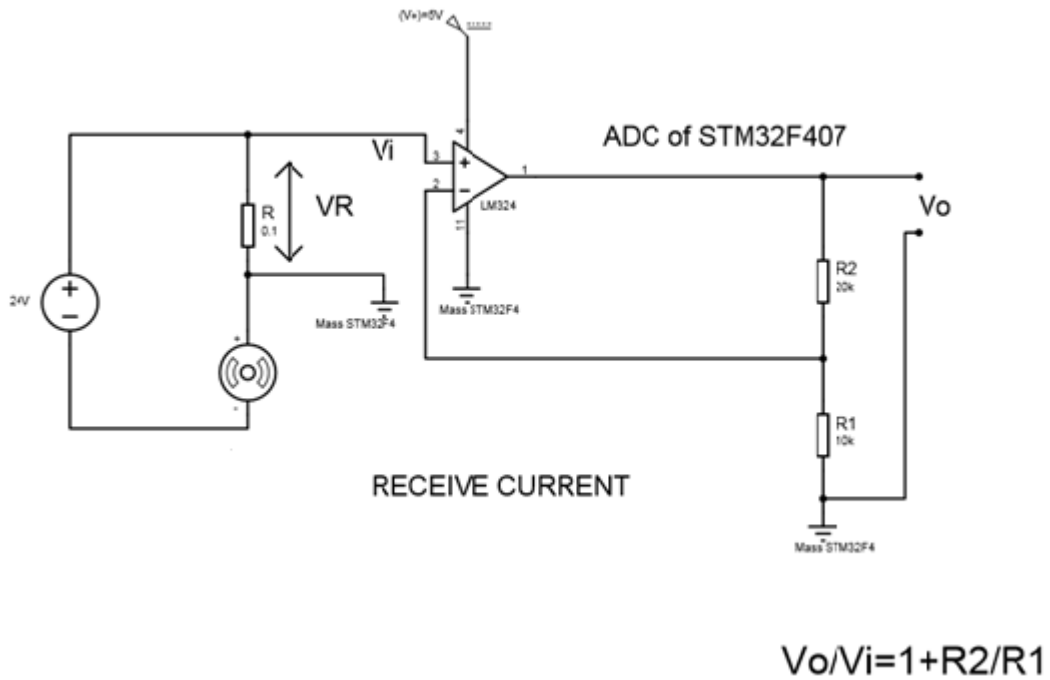 (V+)=5V
ADC of STM32F407
Vi
4
3
+
1
2
−
LM324
11
Vo
R
0.1
VR
R2
20k
24V
+
−
Mass STM32F4
Mass STM32F4
+
-
R1
10k
RECEIVE CURRENT
Mass STM32F4
Vo/Vi=1+R2/R1